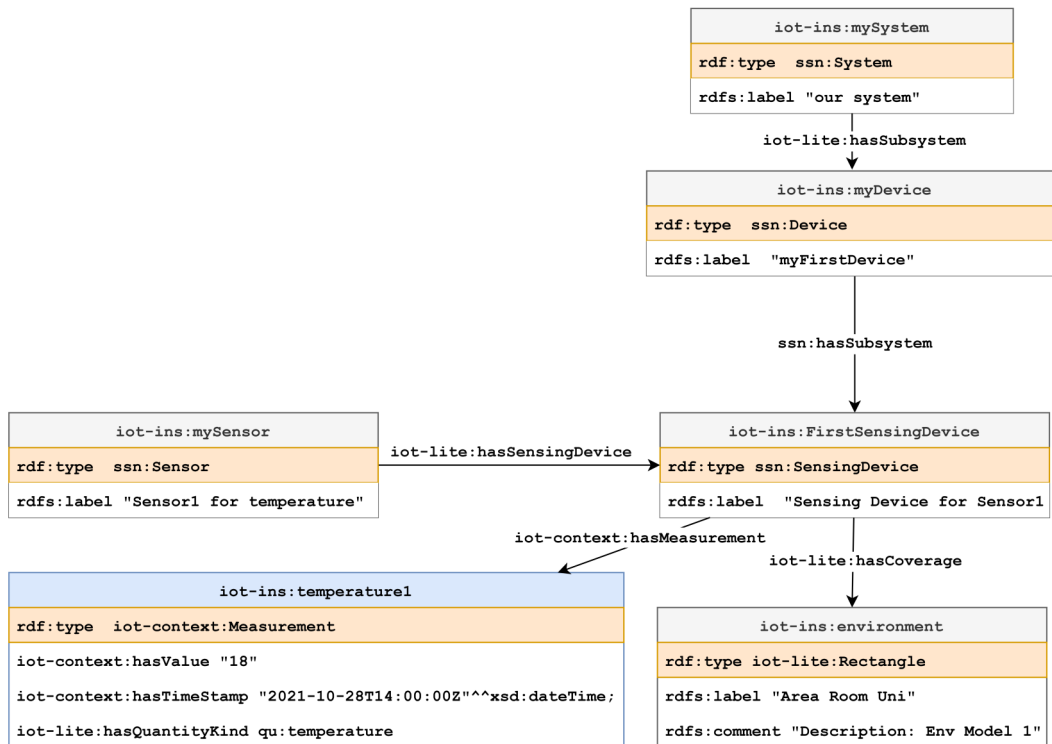 iot-ins:mySystem
rdf:type  ssn:System
rdfs:label "our system"
iot-lite:hasSubsystem
iot-ins:myDevice
rdf:type  ssn:Device
rdfs:label  "myFirstDevice"
ssn:hasSubsystem
iot-ins:mySensor
rdf:type  ssn:Sensor
rdfs:label "Sensor1 for temperature"
iot-lite:hasSensingDevice
iot-ins:FirstSensingDevice
rdf:type ssn:SensingDevice
rdfs:label  "Sensing Device for Sensor1
iot-context:hasMeasurement
iot-lite:hasCoverage
iot-ins:temperature1
rdf:type  iot-context:Measurement
iot-context:hasValue "18"
iot-context:hasTimeStamp "2021-10-28T14:00:00Z"^^xsd:dateTime;
iot-lite:hasQuantityKind qu:temperature
iot-ins:environment
rdf:type iot-lite:Rectangle
rdfs:label "Area Room Uni"
rdfs:comment "Description: Env Model 1"